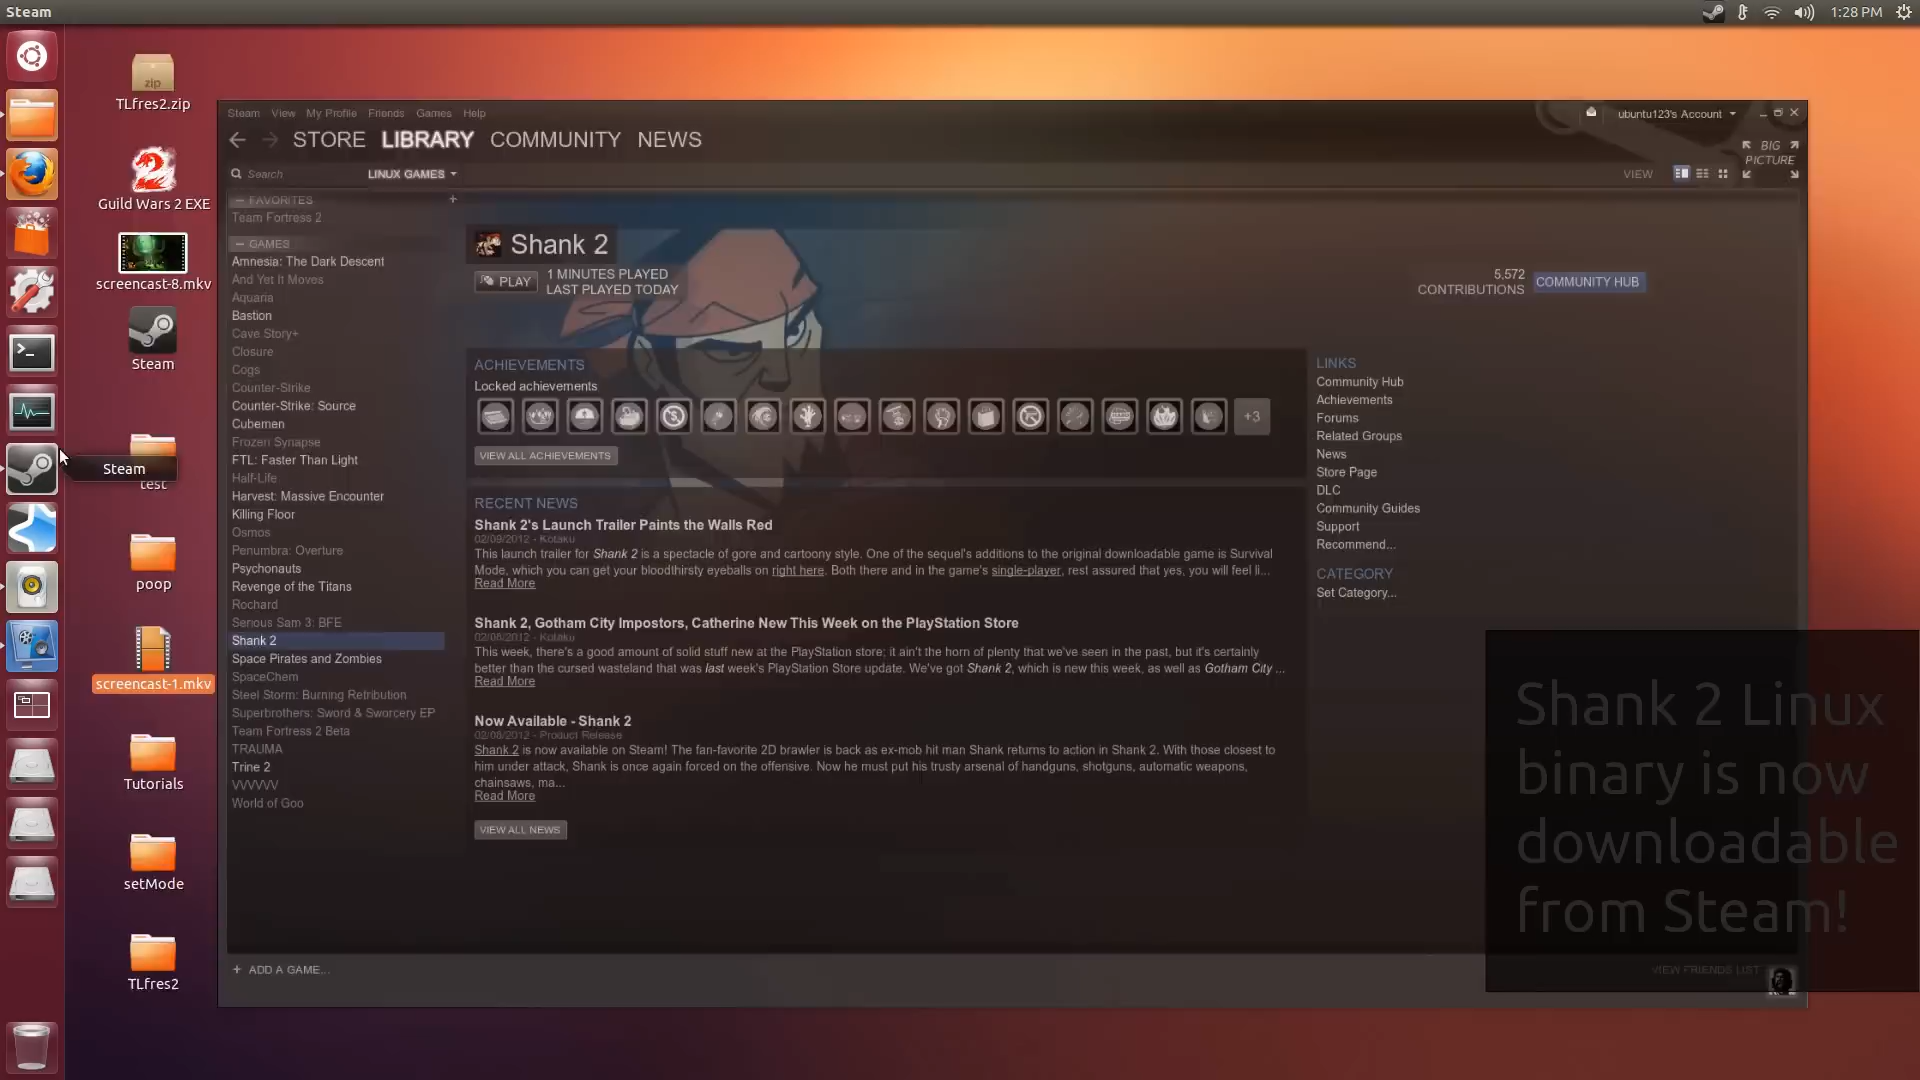 Steam
1:28 PM
zip
TLfres2.zip
Guild Wars 2 EXE
screencast-8.mkv
Steam
Steam
test
poop
screencast-1.mkv
Tutorials
setMode
TLfres2
Steam View My Profile Friends Games Help
ubuntu123's Account
STORE LIBRARY COMMUNITY NEWS
BIG
PICTURE
Search
LINUX GAMES
VIEW
FAVORITES +
Team Fortress 2
GAMES
Amnesia: The Dark Descent
And Yet It Moves
Aquaria
Bastion
Cave Story+
Closure
Cogs
Counter-Strike
Counter-Strike: Source
Cubemen
Frozen Synapse
FTL: Faster Than Light
Half-Life
Harvest: Massive Encounter
Killing Floor
Osmos
Penumbra: Overture
Psychonauts
Revenge of the Titans
Rochard
Serious Sam 3: BFE
Shank 2
Space Pirates and Zombies
SpaceChem
Steel Storm: Burning Retribution
Superbrothers: Sword & Sworcery EP
Team Fortress 2 Beta
TRAUMA
Trine 2
VVVVVV
World of Goo
+ ADD A GAME...
Shank 2
PLAY
1 MINUTES PLAYED
LAST PLAYED TODAY
5,572
CONTRIBUTIONS
COMMUNITY HUB
ACHIEVEMENTS
Locked achievements
+3
VIEW ALL ACHIEVEMENTS
RECENT NEWS
Shank 2's Launch Trailer Paints the Walls Red
02/09/2012 - Kotaku
This launch trailer for Shank 2 is a spectacle of gore and cartoony style. One of the sequel's additions to the original downloadable game is Survival
Mode, which you can get your bloodthirsty eyeballs on right here. Both there and in the game's single-player, rest assured that yes, you will feel li...
Read More
Shank 2, Gotham City Impostors, Catherine New This Week on the PlayStation Store
02/08/2012 - Kotaku
This week, there's a good amount of solid stuff new at the PlayStation store; it ain't the horn of plenty that we've seen in the past, but it's certainly
better than the cursed wasteland that was last week's PlayStation Store update. We've got Shank 2, which is new this week, as well as Gotham City ...
Read More
Now Available - Shank 2
02/08/2012 - Product Release
Shank 2 is now available on Steam! The fan-favorite 2D brawler is back as ex-mob hit man Shank returns to action in Shank 2. With those closest to
him under attack, Shank is once again forced on the offensive. Now he must put his trusty arsenal of handguns, shotguns, automatic weapons,
chainsaws, ma...
Read More
VIEW ALL NEWS
LINKS
Community Hub
Achievements
Forums
Related Groups
News
Store Page
DLC
Community Guides
Support
Recommend...
CATEGORY
Set Category...
Shank 2 Linux
binary is now
downloadable
from Steam!
VIEW FRIENDS LIST